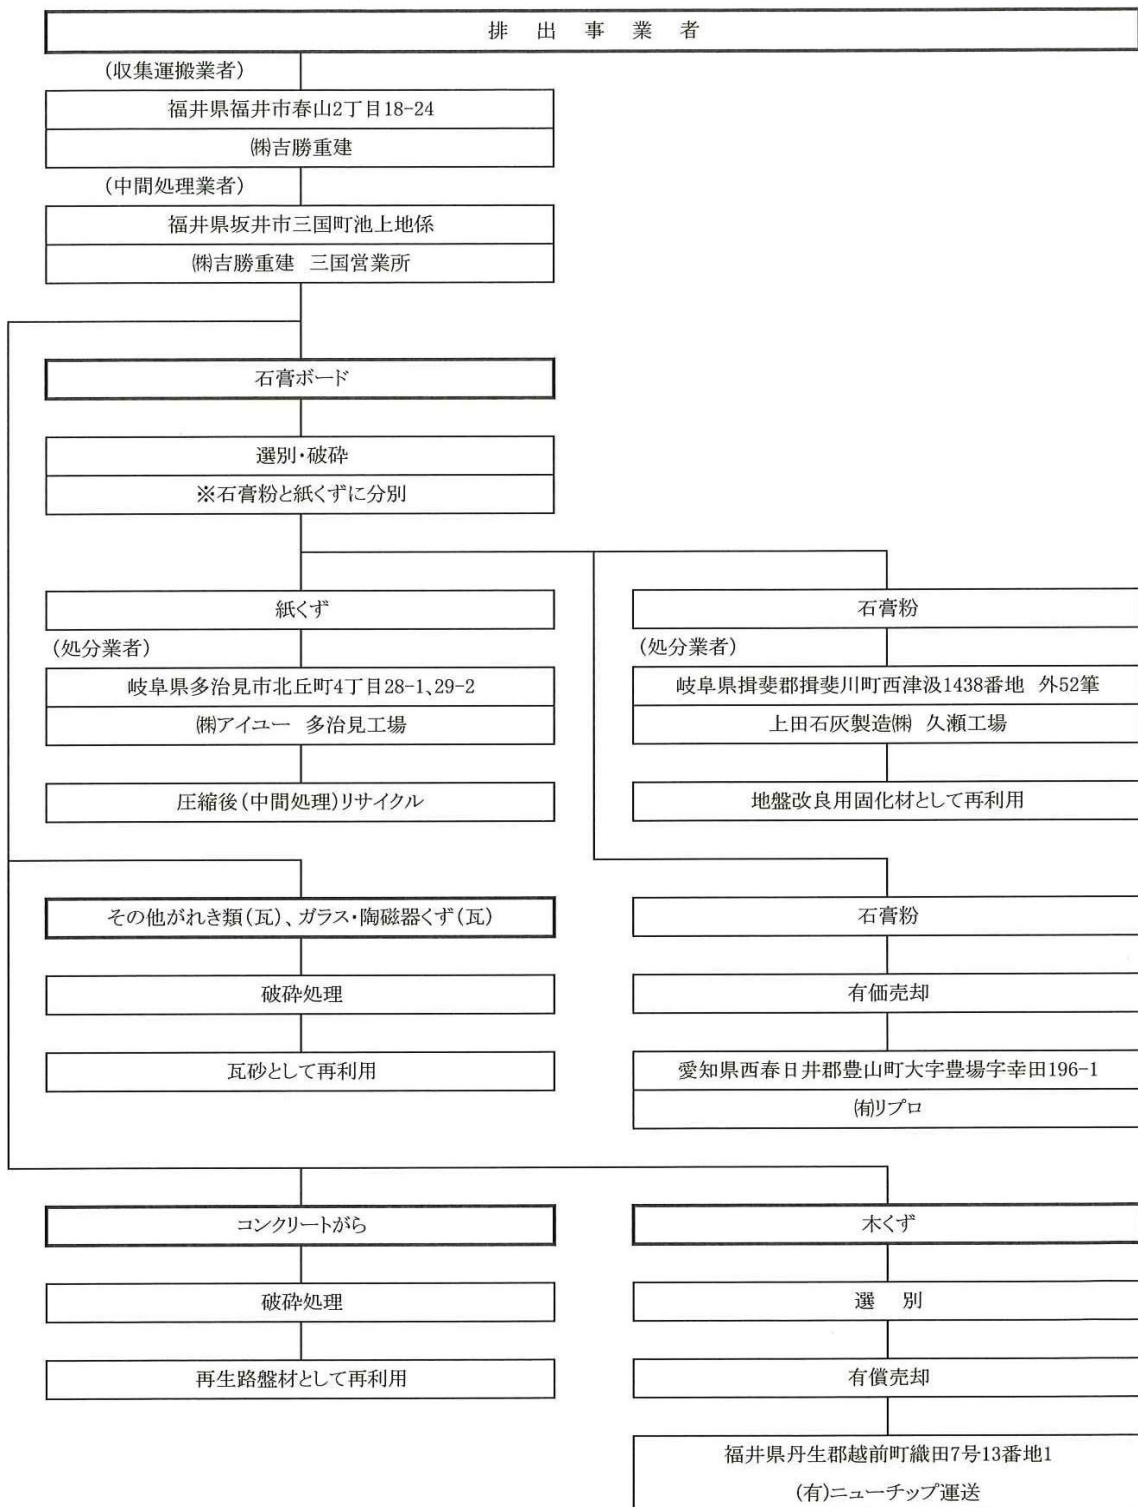 排出事業者
(収集運搬業者)
福井県福井市春山2丁目18-24
㈱吉勝重建
(中間処理業者)
福井県坂井市三国町池上地係
㈱吉勝重建 三国営業所
石膏ボード
選別・破砕
※石膏粉と紙くずに分別
紙くず
(処分業者)
岐阜県多治見市北丘町4丁目28-1、29-2
㈱アイユー 多治見工場
圧縮後(中間処理)リサイクル
石膏粉
(処分業者)
岐阜県揖斐郡揖斐川町西津汲1438番地 外52筆
上田石灰製造㈱ 久瀬工場
地盤改良用固化材として再利用
その他がれき類(瓦)、ガラス・陶磁器くず(瓦)
破砕処理
瓦砂として再利用
石膏粉
有価売却
愛知県西春日井郡豊山町大字豊場字幸田196-1
㈲リプロ
コンクリートがら
破砕処理
再生路盤材として再利用
木くず
選 別
有償売却
福井県丹生郡越前町織田7号13番地1
(有)ニューチップ運送